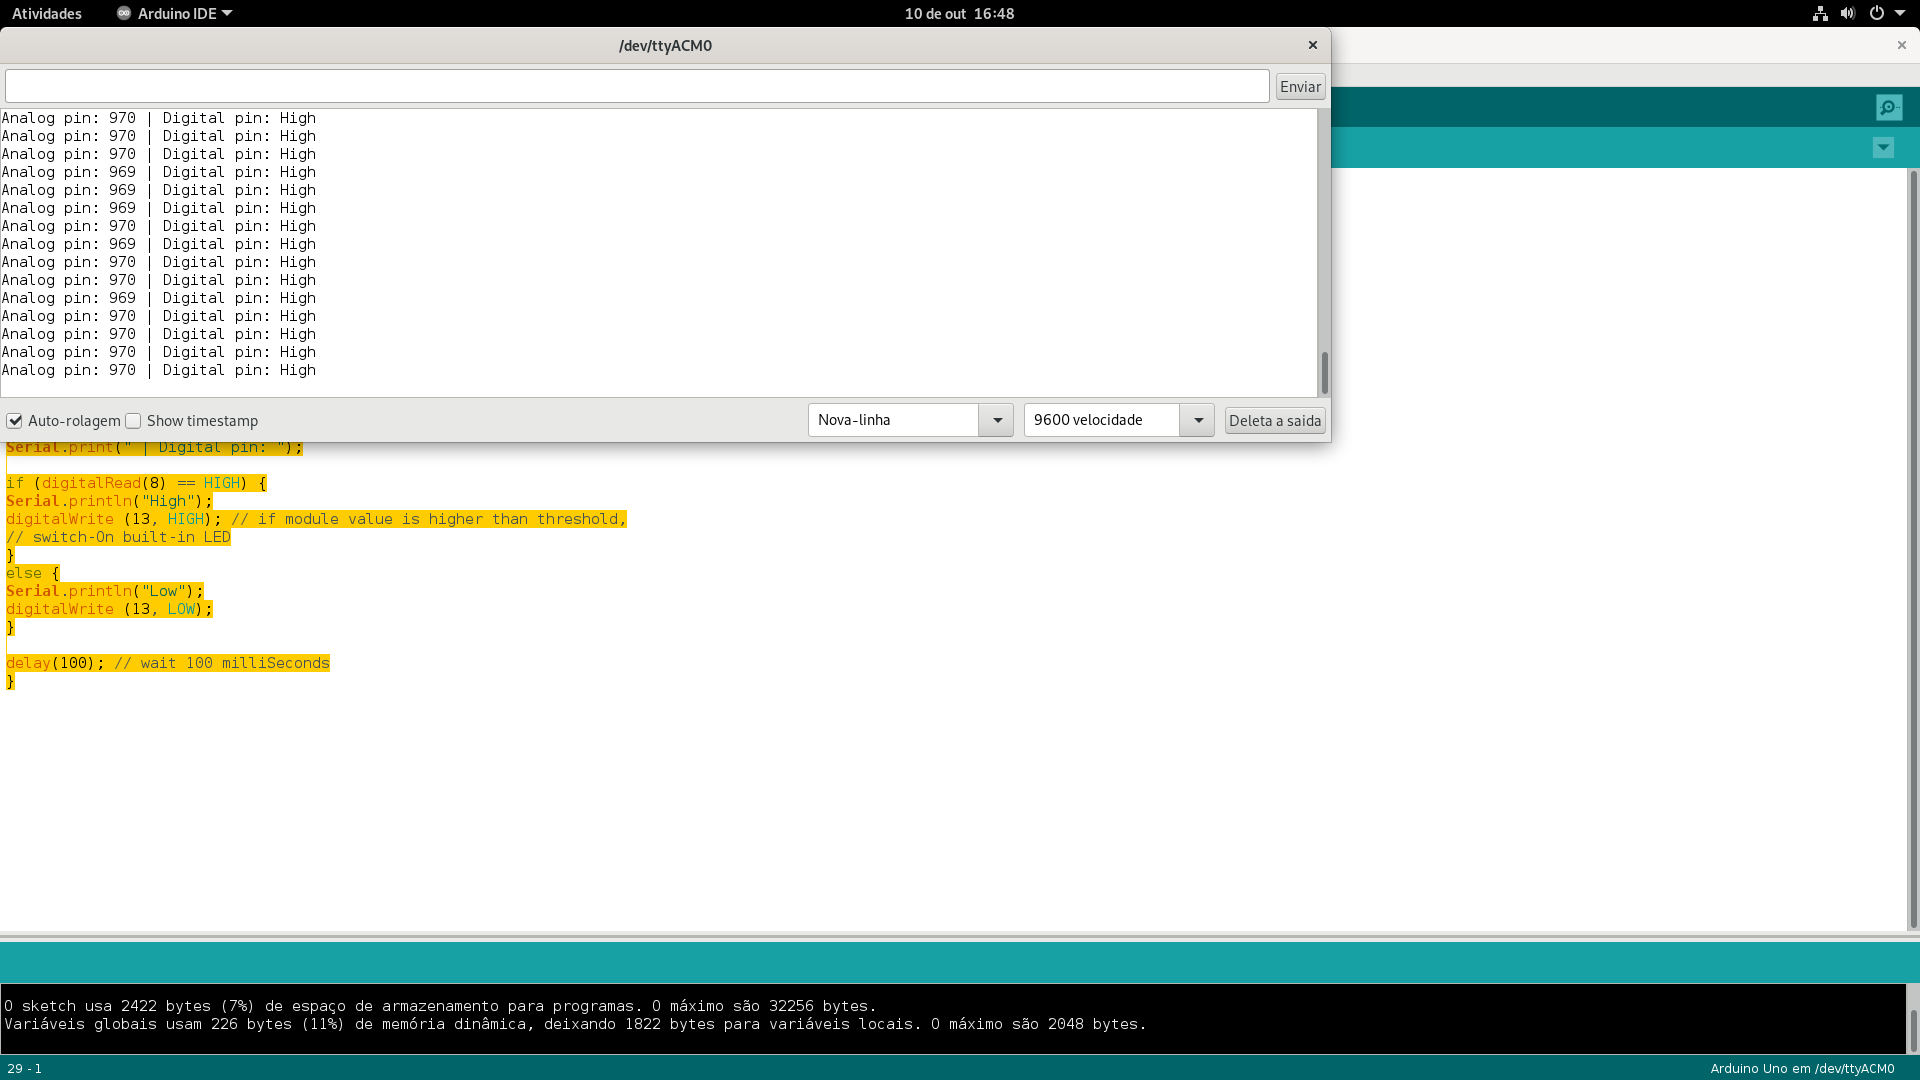 Atividades
Arduino IDE
10 de out 16:48
/dev/ttyACM0
Enviar
Analog pin: 970 | Digital pin: High
Analog pin: 970 | Digital pin: High
Analog pin: 970 | Digital pin: High
Analog pin: 969 | Digital pin: High
Analog pin: 969 | Digital pin: High
Analog pin: 969 | Digital pin: High
Analog pin: 970 | Digital pin: High
Analog pin: 969 | Digital pin: High
Analog pin: 970 | Digital pin: High
Analog pin: 970 | Digital pin: High
Analog pin: 969 | Digital pin: High
Analog pin: 970 | Digital pin: High
Analog pin: 970 | Digital pin: High
Analog pin: 970 | Digital pin: High
Analog pin: 970 | Digital pin: High
Auto-rolagem
Show timestamp
Nova-linha
9600 velocidade
Deleta a saida
Serial.print(" | Digital pin: ");
if (digitalRead(8) == HIGH) {
Serial.println("High");
digitalWrite (13, HIGH); // if module value is higher than threshold,
// switch-On built-in LED
}
else {
Serial.println("Low");
digitalWrite (13, LOW);
}
delay(100); // wait 100 milliSeconds
}
O sketch usa 2422 bytes (7%) de espaço de armazenamento para programas. O máximo são 32256 bytes.
Variáveis globais usam 226 bytes (11%) de memória dinâmica, deixando 1822 bytes para variáveis locais. O máximo são 2048 bytes.
29 - 1
Arduino Uno em /dev/ttyACM0